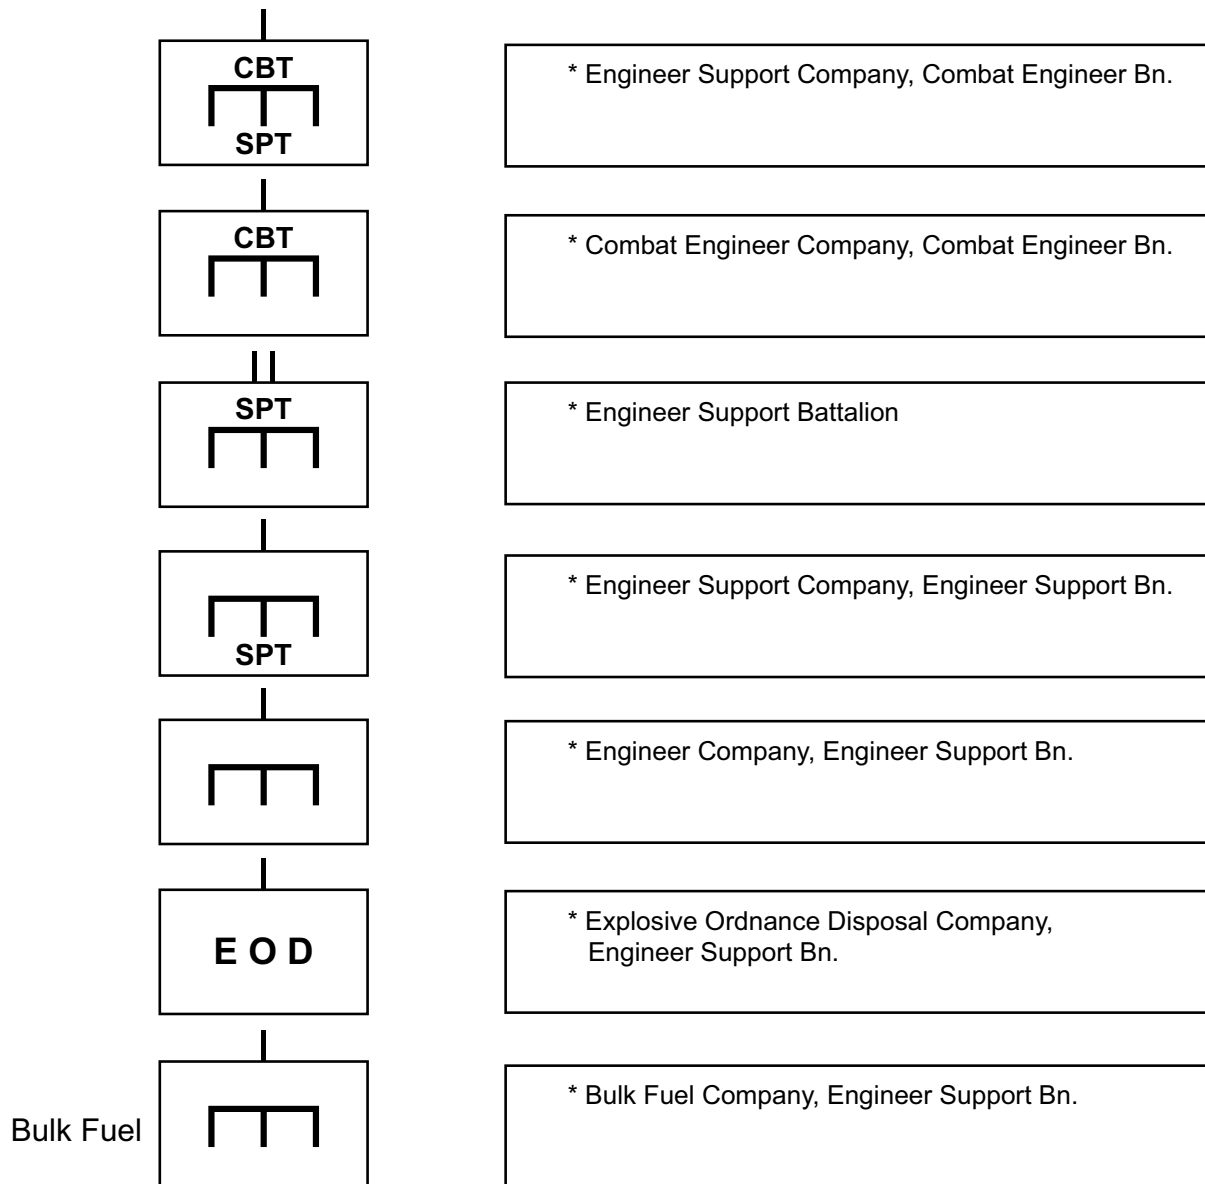 CBT
SPT
* Engineer Support Company, Combat Engineer Bn.
CBT
* Combat Engineer Company, Combat Engineer Bn.
SPT
* Engineer Support Battalion
SPT
* Engineer Support Company, Engineer Support Bn.
* Engineer Company, Engineer Support Bn.
E O D
* Explosive Ordnance Disposal Company,
Engineer Support Bn.
Bulk Fuel
* Bulk Fuel Company, Engineer Support Bn.